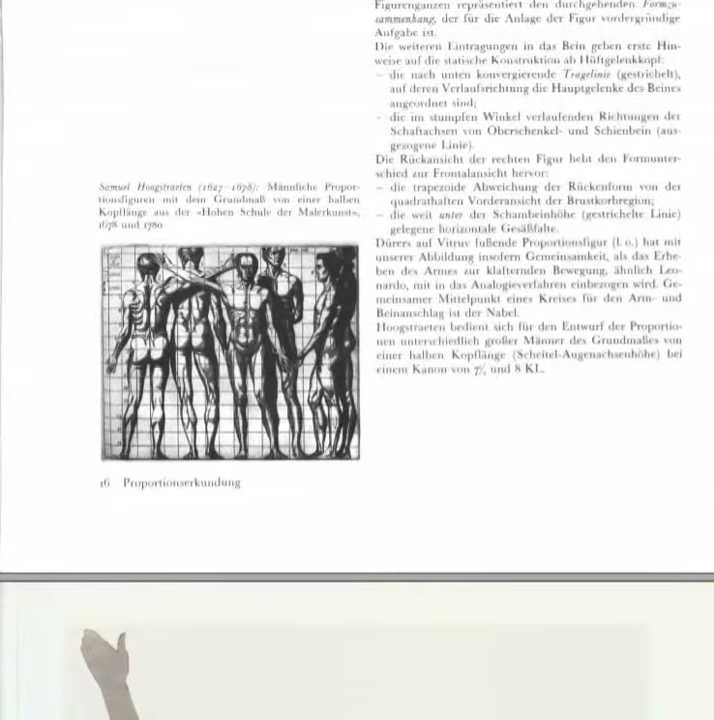 Figurenganzen repräsentiert den durchgehenden Formzu-
sammenhang, der für die Anlage der Figur vordergründige
Aufgabe ist.
Die weiteren Eintragungen in das Bein geben erste Hin-
weise auf die statische Konstruktion ab Hüftgelenkkopf:
– die nach unten konvergierende Tragelinie (gestrichelt),
auf deren Verlaufsrichtung die Hauptgelenke des Beines
angeordnet sind;
– die im stumpfen Winkel verlaufenden Richtungen der
Schaftachsen von Oberschenkel- und Schienbein (aus-
gezogene Linie).
Die Rückansicht der rechten Figur hebt den Formunter-
schied zur Frontalansicht hervor:
– die trapezoide Abweichung der Rückenform von der
quadrathaften Vorderansicht der Brustkorbregion;
– die weit unter der Schambeinhöhe (gestrichelte Linie)
gelegene horizontale Gesäßfalte.
Dürers auf Vitruv fußende Proportionsfigur (l. o.) hat mit
unserer Abbildung insofern Gemeinsamkeit, als das Erhe-
ben des Armes zur klafternden Bewegung, ähnlich Leo-
nardo, mit in das Analogieverfahren einbezogen wird. Ge-
meinsamer Mittelpunkt eines Kreises für den Arm- und
Beinanschlag ist der Nabel.
Hoogstraeten bedient sich für den Entwurf der Proportio-
nen unterschiedlich großer Männer des Grundmaßes von
einer halben Kopflänge (Scheitel-Augenachsenhöhe) bei
einem Kanon von 7½ und 8 KL.
Samuel Hoogstraeten (1627–1678): Männliche Propor-
tionsfiguren mit dem Grundmaß von einer halben
Kopflänge aus der «Hohen Schule der Malerkunst»,
1678 und 1780
16 Proportionserkundung